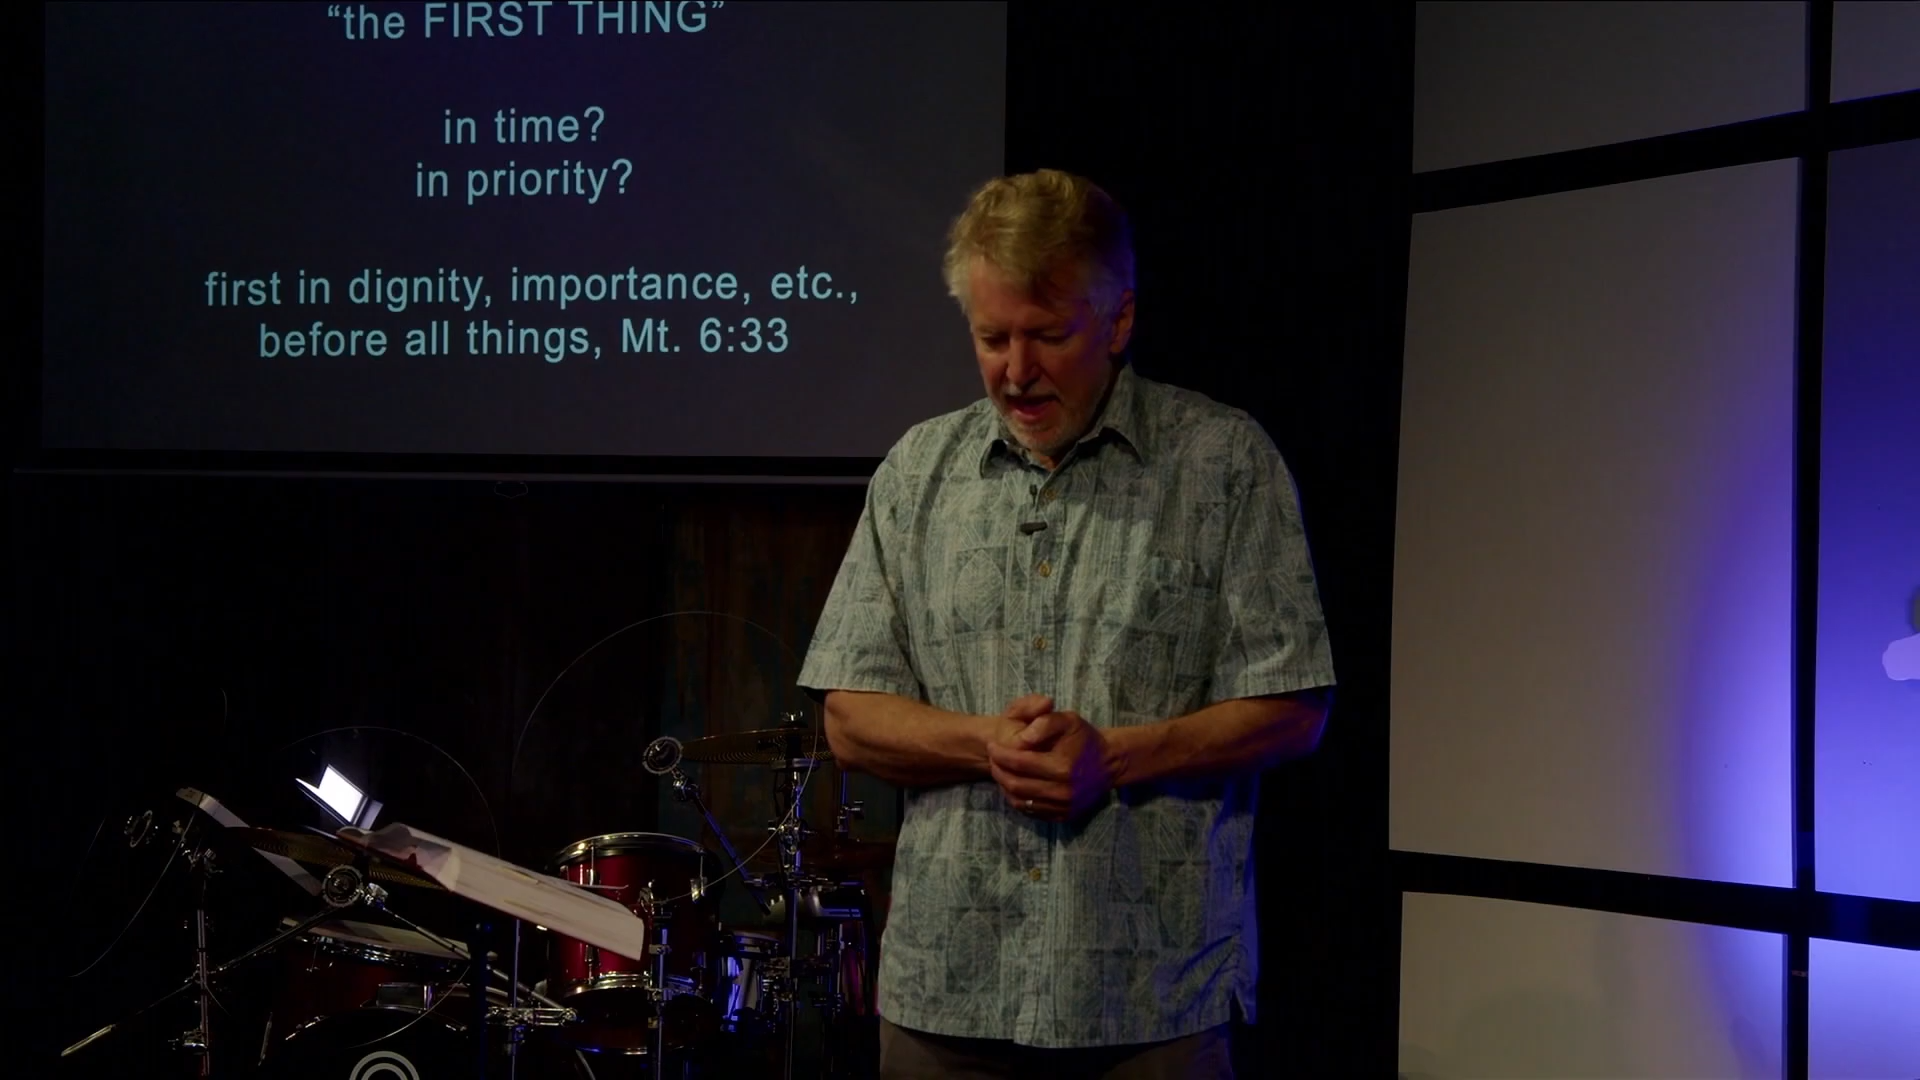 “the FIRST THING”
in time?
in priority?
first in dignity, importance, etc.,
before all things, Mt. 6:33